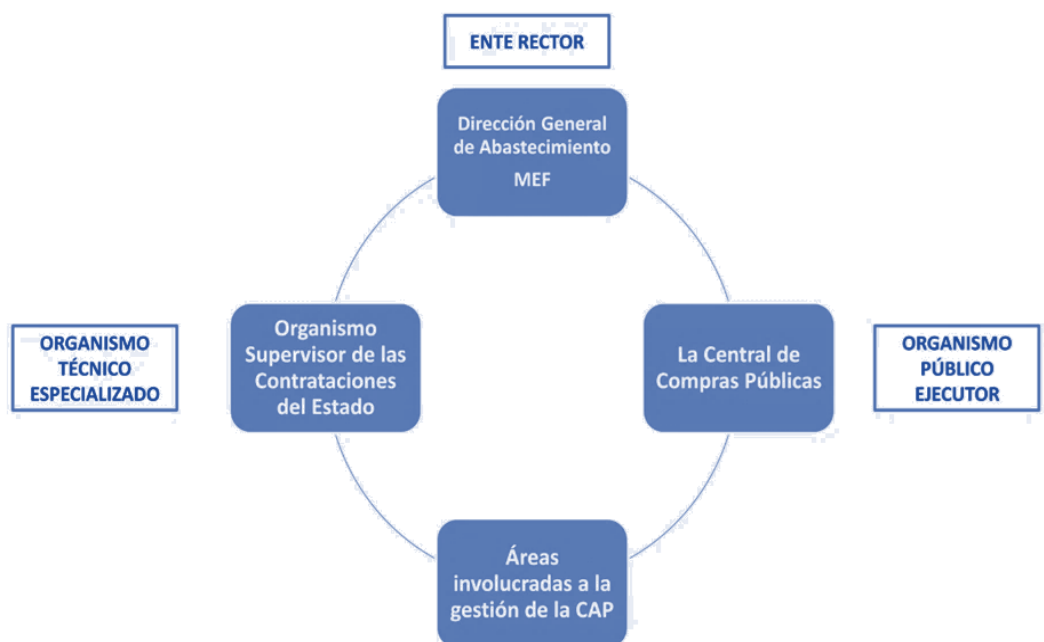 ENTE RECTOR
Dirección General
de Abastecimiento
MEF
ORGANISMO
TÉCNICO
ESPECIALIZADO
Organismo
Supervisor de las
Contrataciones
del Estado
La Central de
Compras Públicas
ORGANISMO
PÚBLICO
EJECUTOR
Áreas
involucradas a la
gestión de la CAP